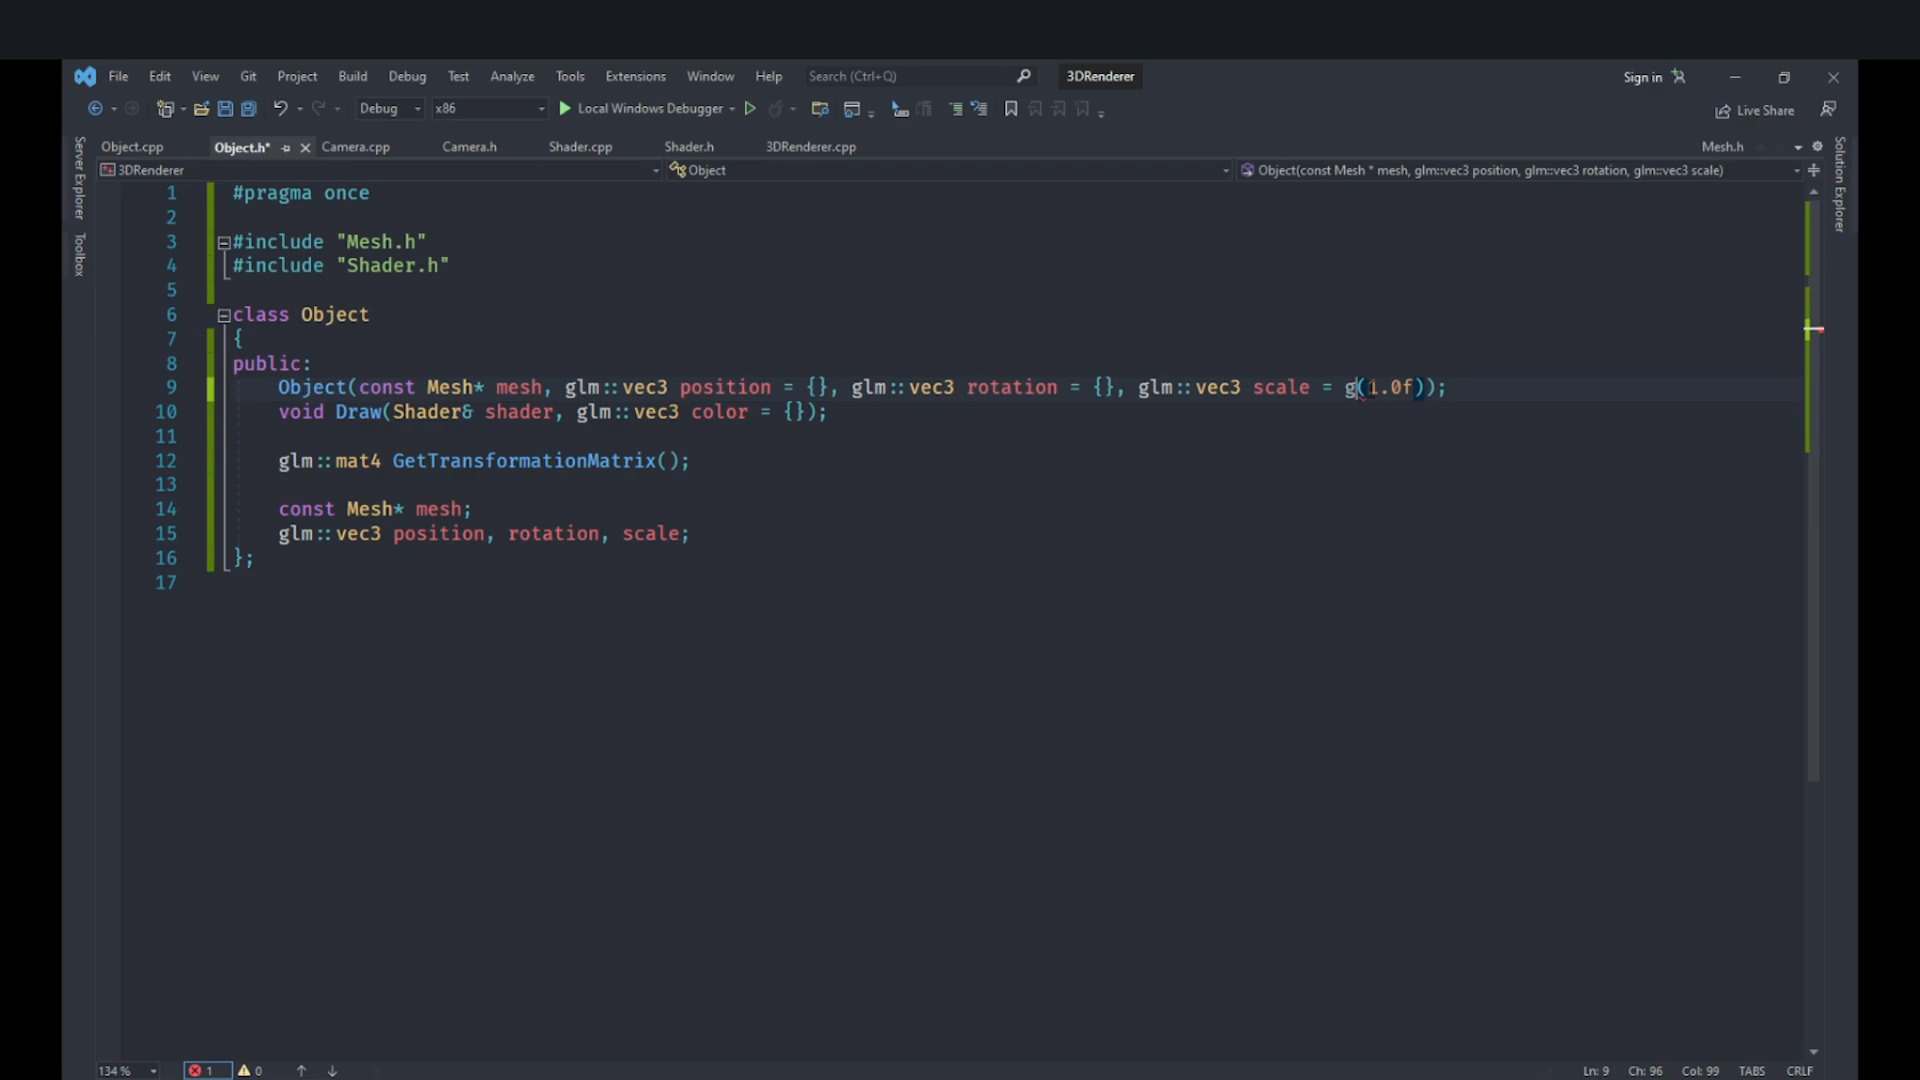 File Edit View Git Project Build Debug Test Analyze Tools Extensions Window Help Search (Ctrl+Q) 3DRenderer Sign in
Debug x86 Local Windows Debugger Live Share
Object.cpp Object.h* Camera.cpp Camera.h Shader.cpp Shader.h 3DRenderer.cpp Mesh.h
3DRenderer Object Object(const Mesh * mesh, glm::vec3 position, glm::vec3 rotation, glm::vec3 scale)
Server Explorer
Toolbox
Solution Explorer
1 #pragma once
2
3 #include "Mesh.h"
4 #include "Shader.h"
5
6 class Object
7 {
8 public:
9 Object(const Mesh* mesh, glm::vec3 position = {}, glm::vec3 rotation = {}, glm::vec3 scale = g(1.0f));
10 void Draw(Shader& shader, glm::vec3 color = {});
11
12 glm::mat4 GetTransformationMatrix();
13
14 const Mesh* mesh;
15 glm::vec3 position, rotation, scale;
16 };
17
134 % 1 0 Ln: 9 Ch: 96 Col: 99 TABS CRLF